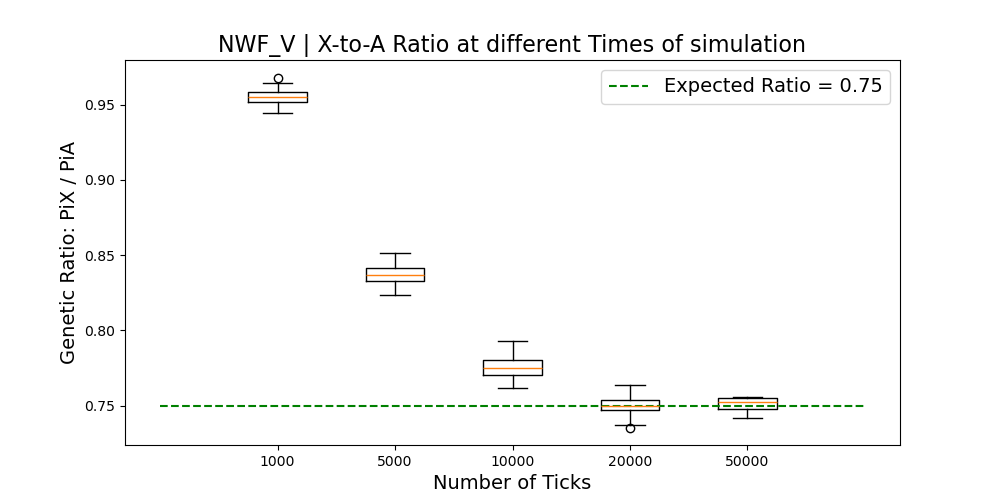 NWF_V | X-to-A Ratio at different Times of simulation
Expected Ratio = 0.75
Genetic Ratio: PiX / PiA
0.95
0.90
0.85
0.80
0.75
1000 5000 10000 20000 50000
Number of Ticks